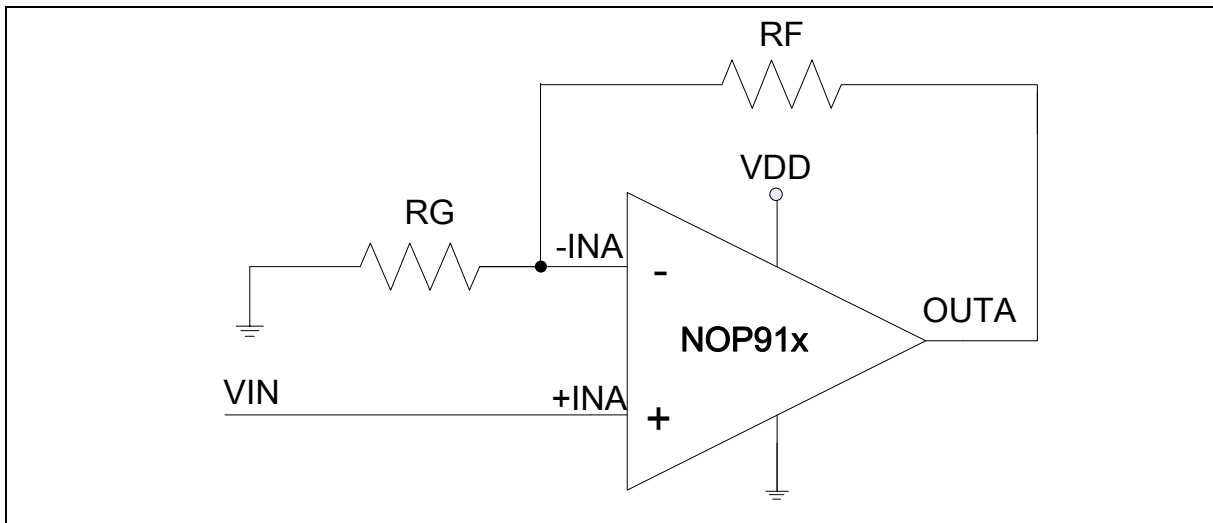 RF
VDD
RG
-INA
-
OUTA
NOP91x
VIN
+INA
+